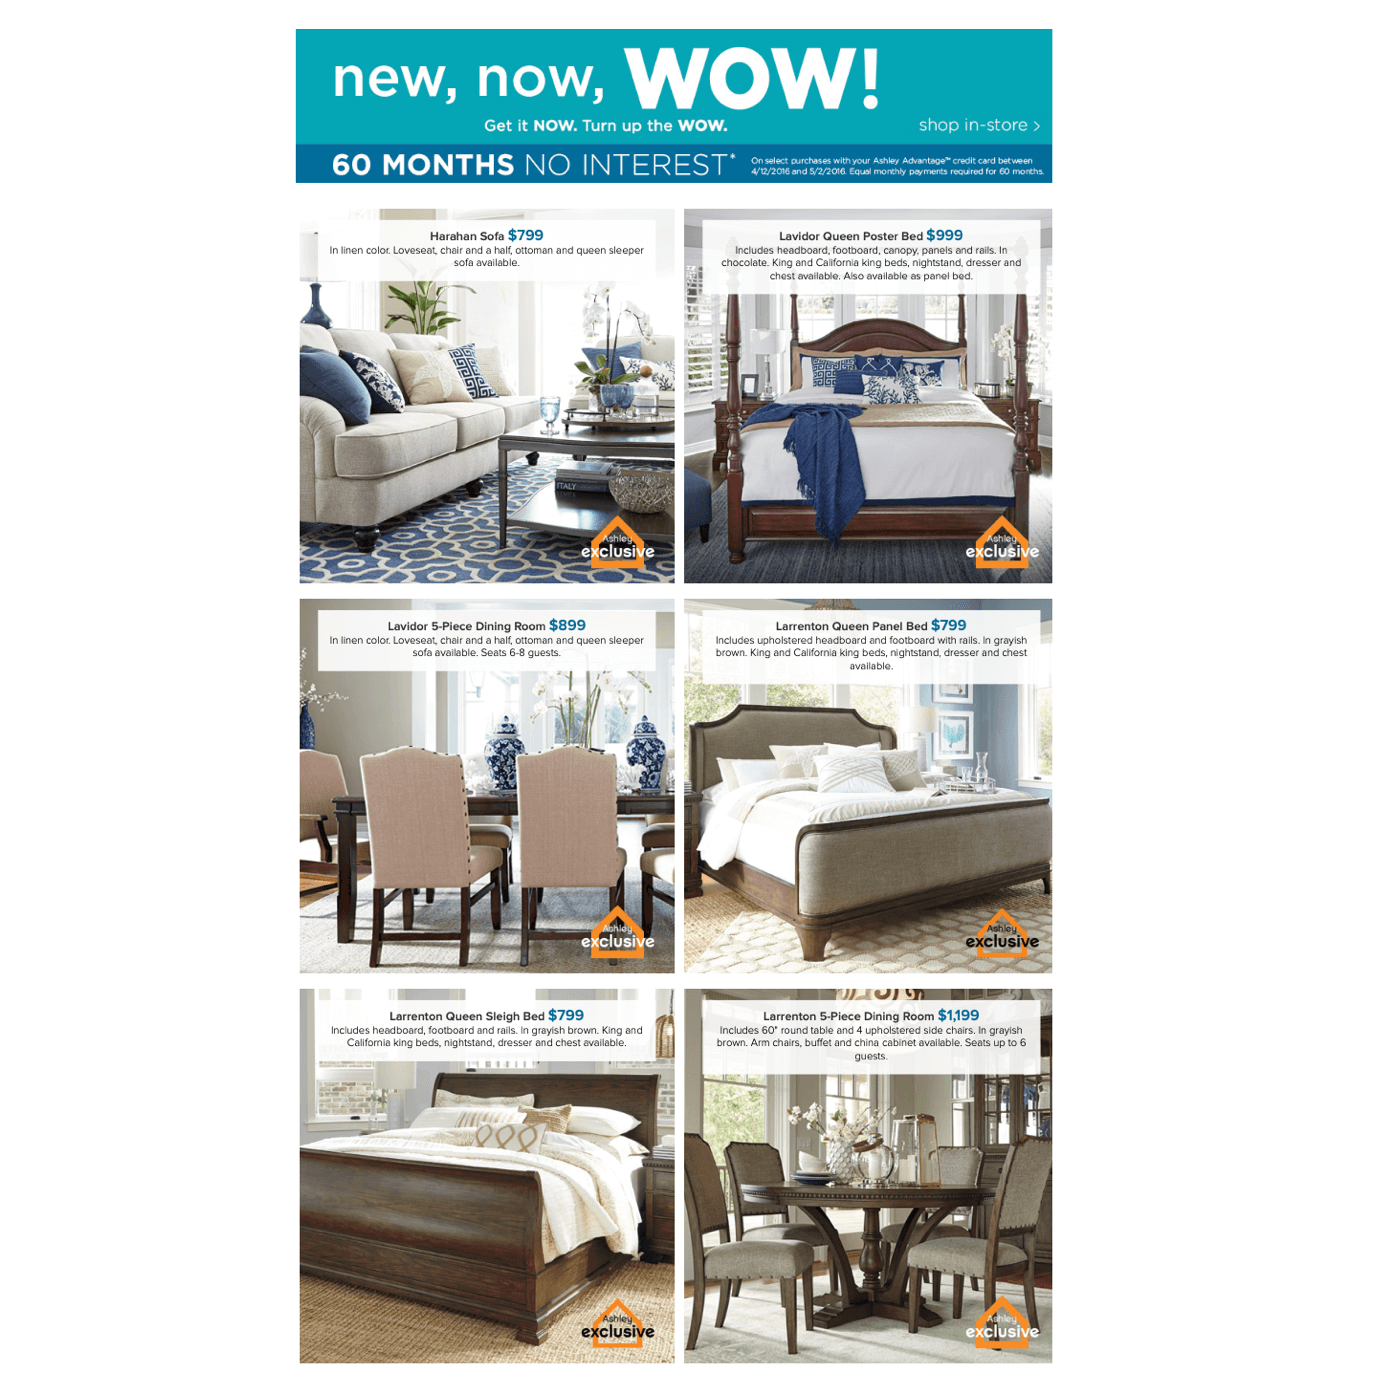 new, now, WOW!
Get it NOW. Turn up the WOW.
shop in-store >
60 MONTHS NO INTEREST*
On select purchases with your Ashley Advantage™ credit card between
4/12/2016 and 5/2/2016. Equal monthly payments required for 60 months.
Harahan Sofa $799
In linen color. Loveseat, chair and a half, ottoman and queen sleeper
sofa available.
ITALY
Ashley
exclusive
Lavidor Queen Poster Bed $999
Includes headboard, footboard, canopy, panels and rails. In
chocolate. King and California king beds, nightstand, dresser and
chest available. Also available as panel bed.
Ashley
exclusive
Lavidor 5-Piece Dining Room $899
In linen color. Loveseat, chair and a half, ottoman and queen sleeper
sofa available. Seats 6-8 guests.
Ashley
exclusive
Larrenton Queen Panel Bed $799
Includes upholstered headboard and footboard with rails. In grayish
brown. King and California king beds, nightstand, dresser and chest
available.
Ashley
exclusive
Larrenton Queen Sleigh Bed $799
Includes headboard, footboard and rails. In grayish brown. King and
California king beds, nightstand, dresser and chest available.
Ashley
exclusive
Larrenton 5-Piece Dining Room $1,199
Includes 60" round table and 4 upholstered side chairs. In grayish
brown. Arm chairs, buffet and china cabinet available. Seats up to 6
guests.
Ashley
exclusive